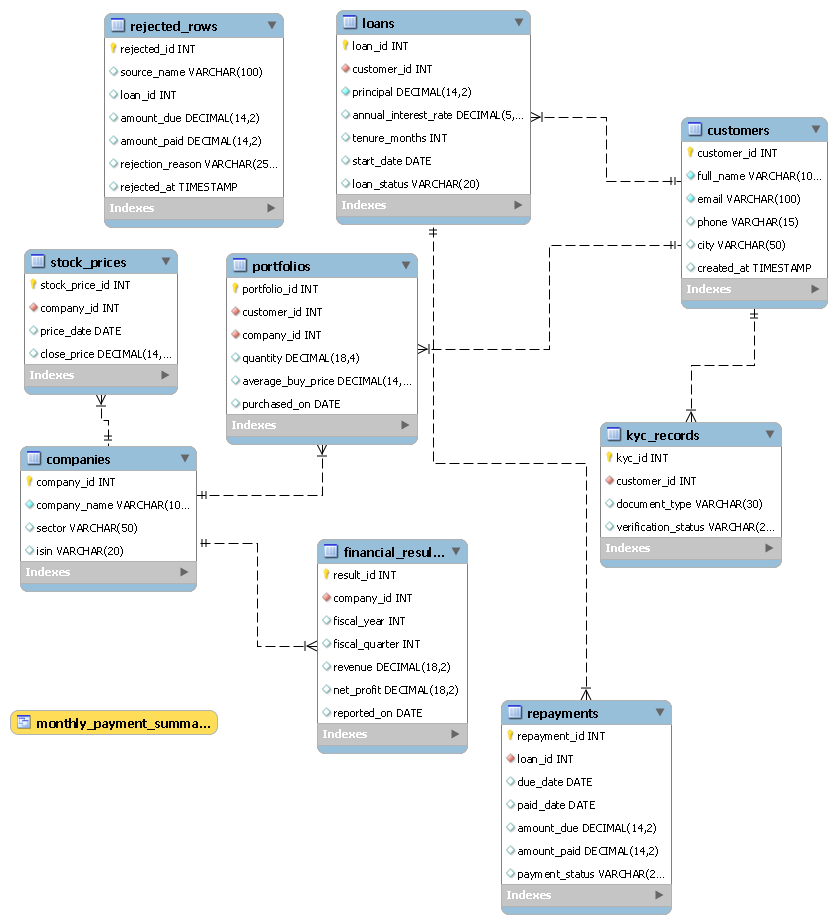 rejected_rows
rejected_id INT
source_name VARCHAR(100)
loan_id INT
amount_due DECIMAL(14,2)
amount_paid DECIMAL(14,2)
rejection_reason VARCHAR(25...
rejected_at TIMESTAMP
Indexes
loans
loan_id INT
customer_id INT
principal DECIMAL(14,2)
annual_interest_rate DECIMAL(5,...
tenure_months INT
start_date DATE
loan_status VARCHAR(20)
Indexes
customers
customer_id INT
full_name VARCHAR(10...
email VARCHAR(100)
phone VARCHAR(15)
city VARCHAR(50)
created_at TIMESTAMP
Indexes
stock_prices
stock_price_id INT
company_id INT
price_date DATE
close_price DECIMAL(14,...
Indexes
portfolios
portfolio_id INT
customer_id INT
company_id INT
quantity DECIMAL(18,4)
average_buy_price DECIMAL(14,...
purchased_on DATE
Indexes
kyc_records
kyc_id INT
customer_id INT
document_type VARCHAR(30)
verification_status VARCHAR(2...
Indexes
companies
company_id INT
company_name VARCHAR(10...
sector VARCHAR(50)
isin VARCHAR(20)
Indexes
financial_resul...
result_id INT
company_id INT
fiscal_year INT
fiscal_quarter INT
revenue DECIMAL(18,2)
net_profit DECIMAL(18,2)
reported_on DATE
Indexes
monthly_payment_summa...
repayments
repayment_id INT
loan_id INT
due_date DATE
paid_date DATE
amount_due DECIMAL(14,2)
amount_paid DECIMAL(14,2)
payment_status VARCHAR(2...
Indexes